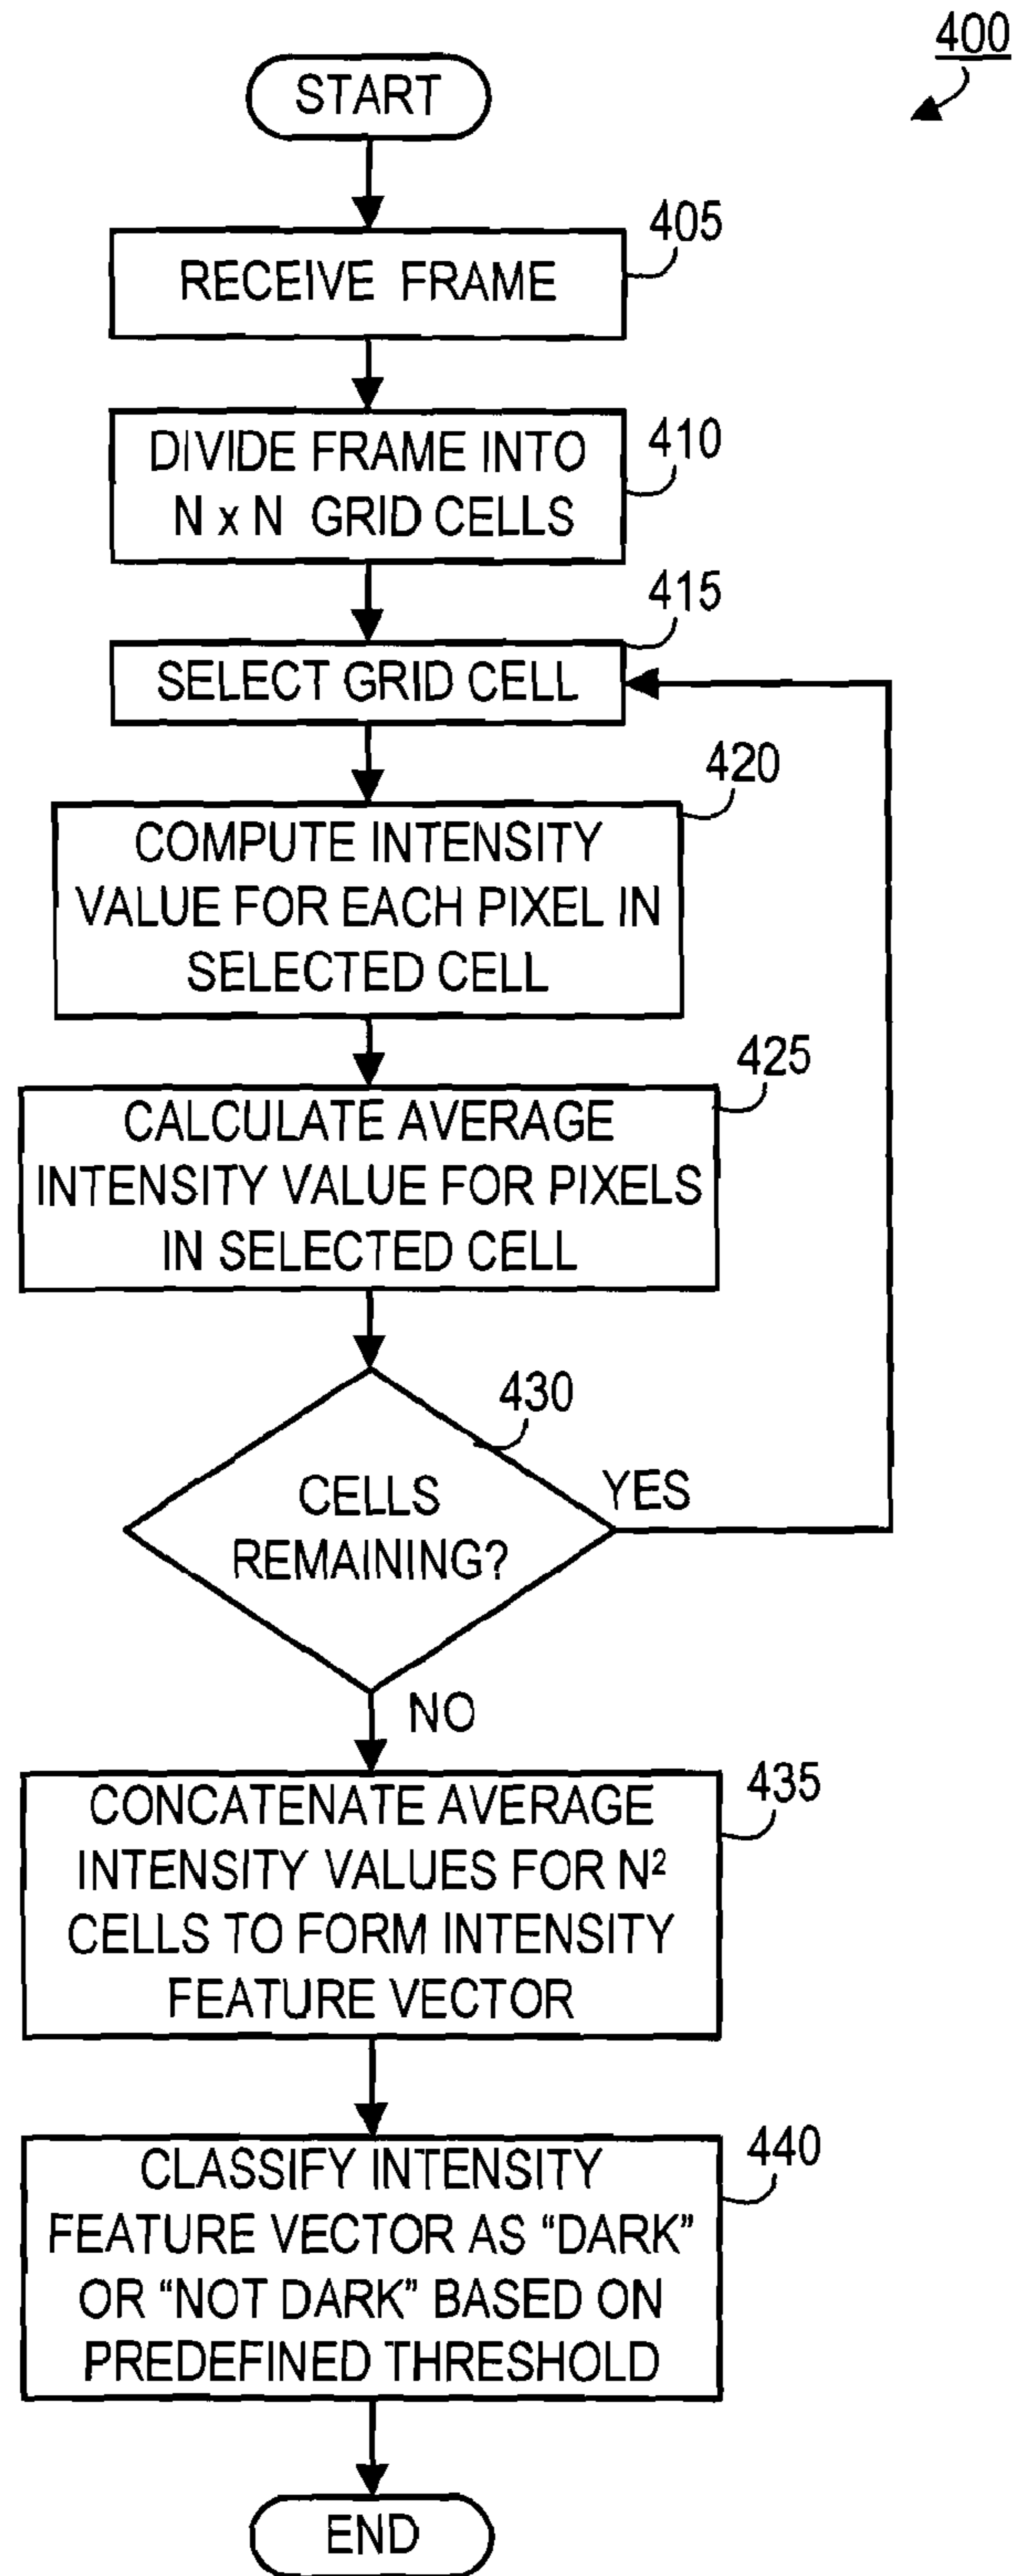 400
START
405
RECEIVE FRAME
410
DIVIDE FRAME INTO
N x N GRID CELLS
415
SELECT GRID CELL
420
COMPUTE INTENSITY
VALUE FOR EACH PIXEL IN
SELECTED CELL
425
CALCULATE AVERAGE
INTENSITY VALUE FOR PIXELS
IN SELECTED CELL
430
CELLS
REMAINING?
YES
NO
435
CONCATENATE AVERAGE
INTENSITY VALUES FOR N²
CELLS TO FORM INTENSITY
FEATURE VECTOR
440
CLASSIFY INTENSITY
FEATURE VECTOR AS “DARK”
OR “NOT DARK” BASED ON
PREDEFINED THRESHOLD
END